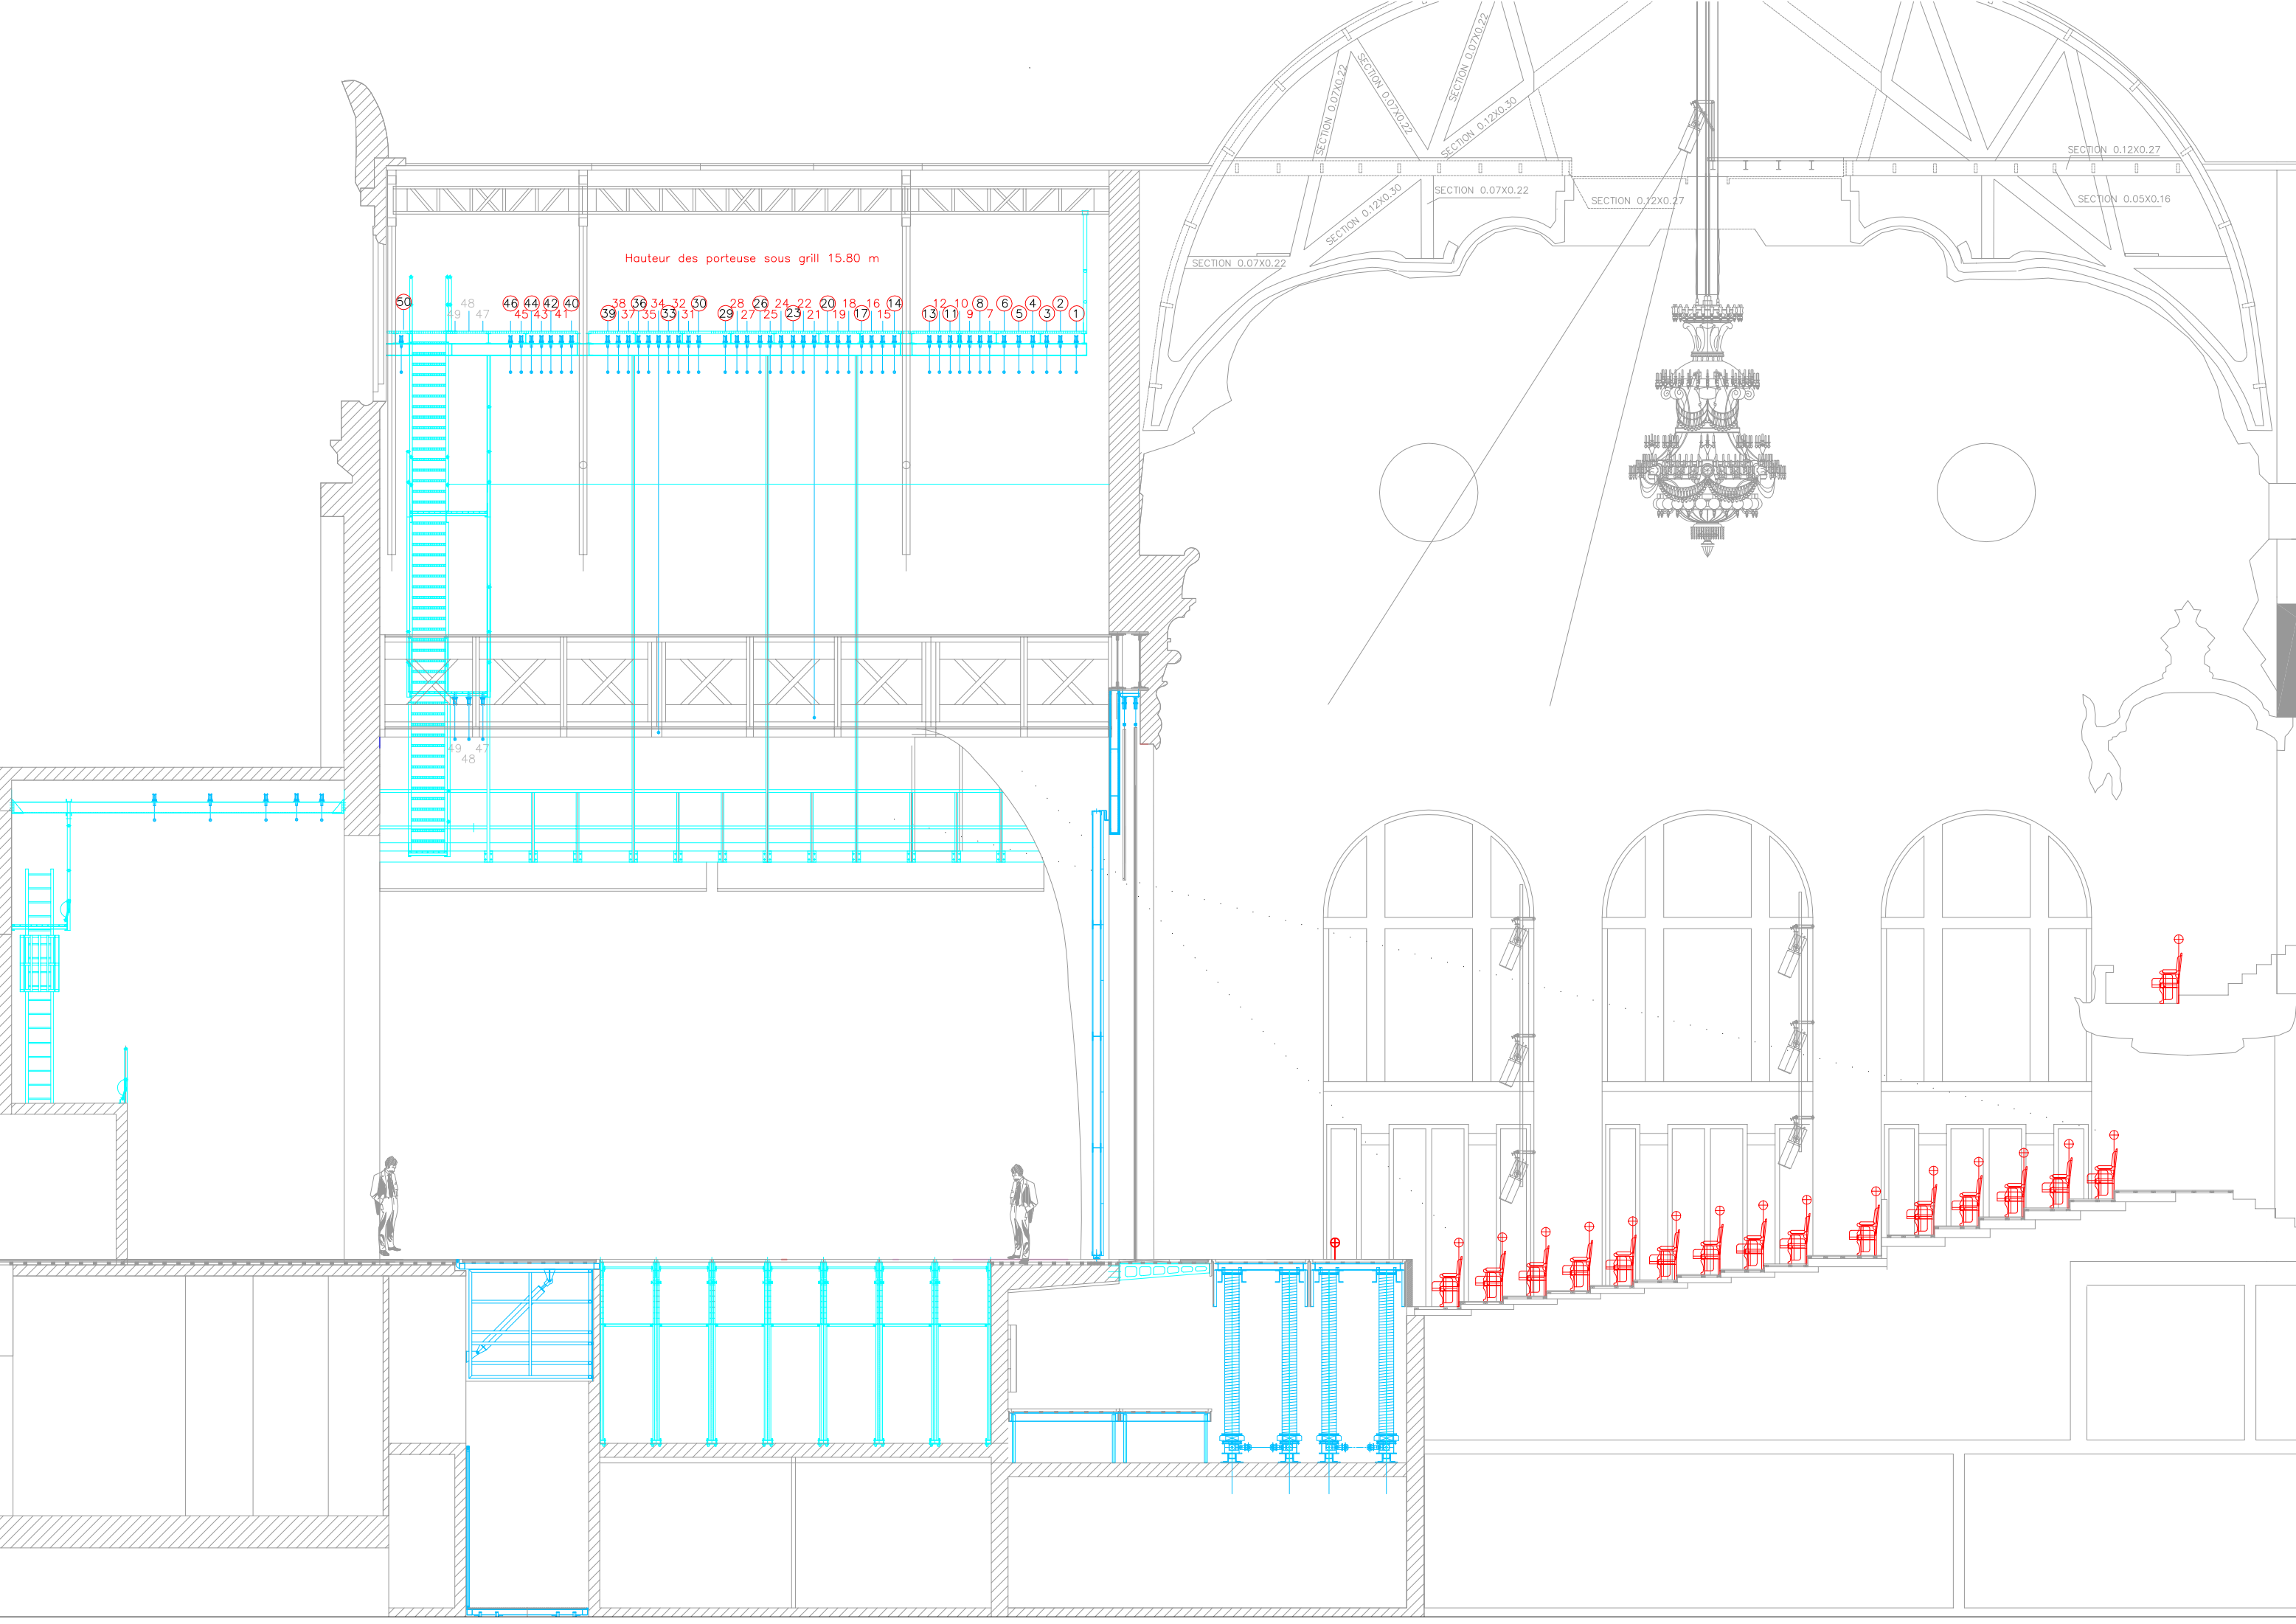 SECTION 0.07X0.22
SECTION 0.07X0.22
SECTION 0.07X0.22
SECTION 0.12X0.30
SECTION 0.12X0.27
SECTION 0.07X0.22
SECTION 0.12X0.30
SECTION 0.12X0.27
SECTION 0.05X0.16
SECTION 0.07X0.22
Hauteur des porteuse sous grill 15.80 m
50 48 46 44 42 40 38 36 34 32 30 28 26 24 22 20 18 16 14 12 10 8 6 4 2
49 47 45 43 41 39 37 35 33 31 29 27 25 23 21 19 17 15 13 11 9 7 5 3 1
49 47
48